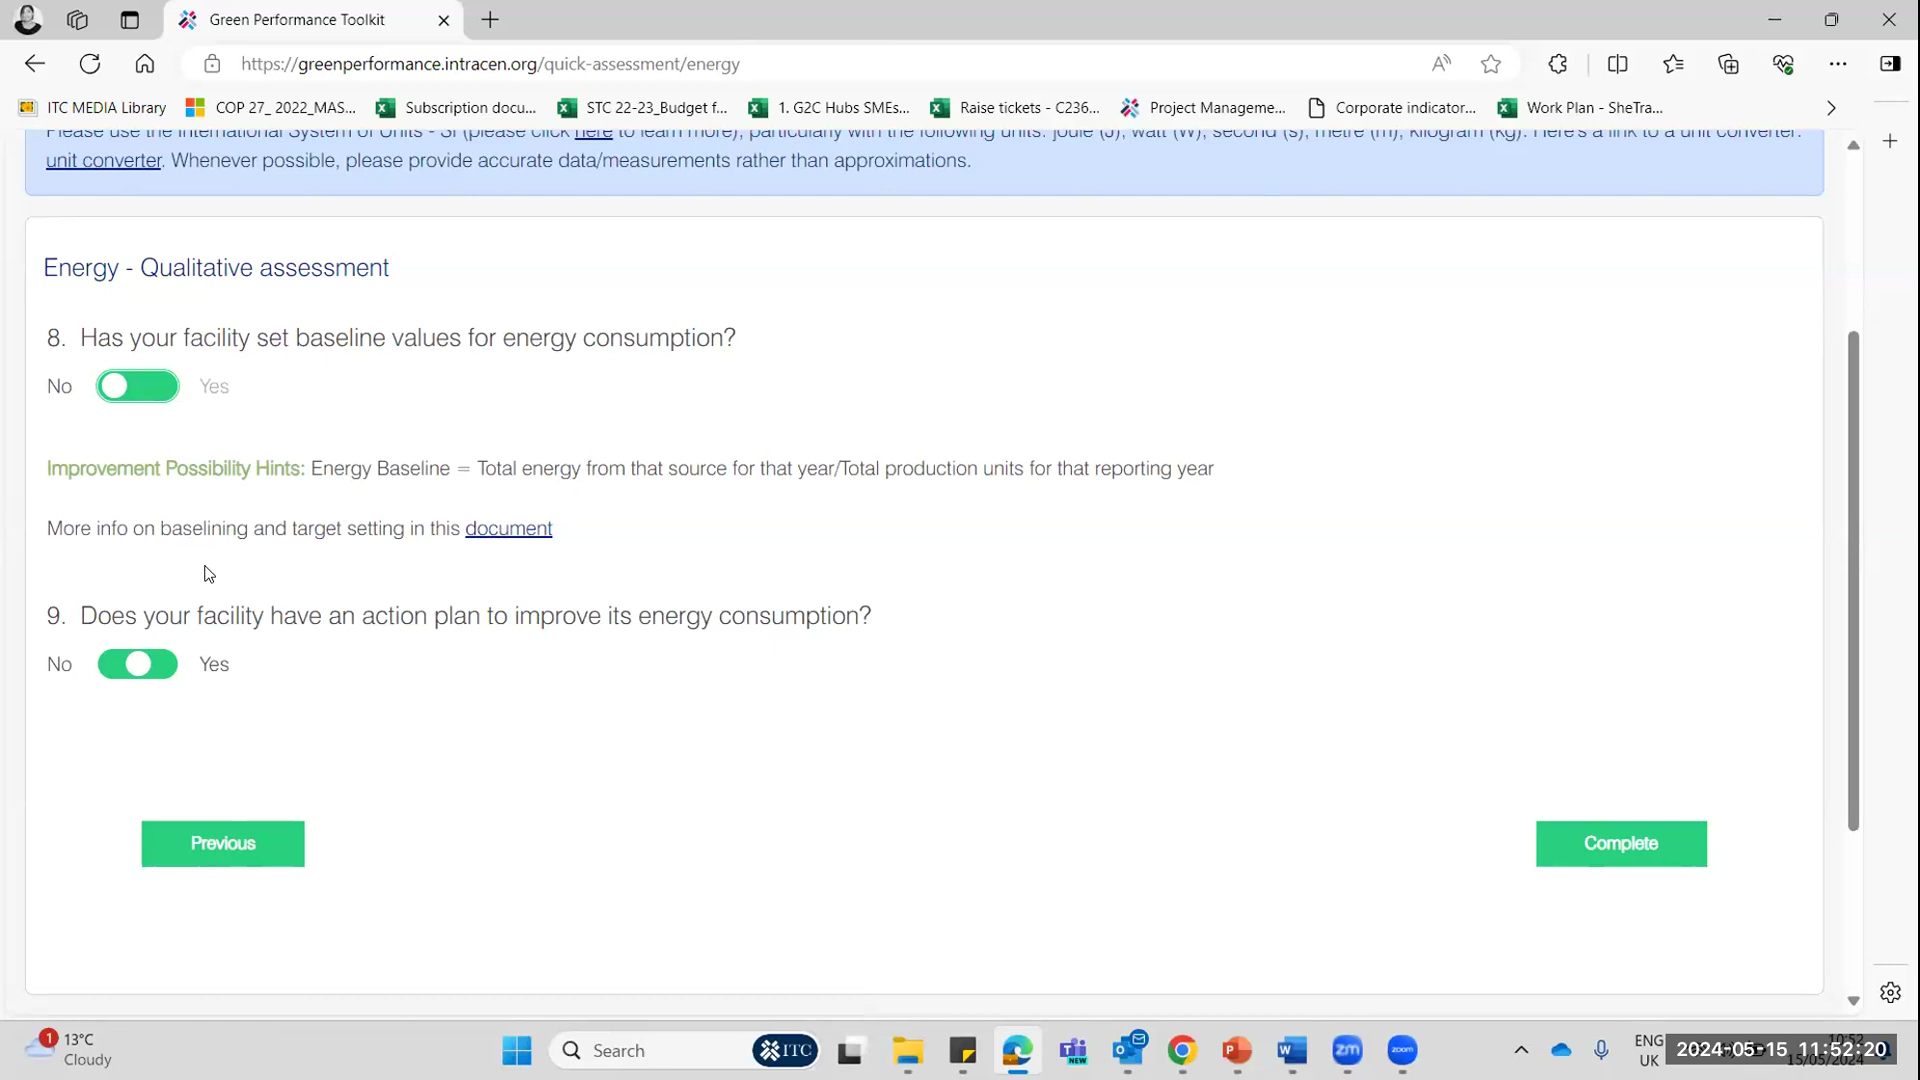 Green Performance Toolkit
https://greenperformance.intracen.org/quick-assessment/energy
ITC MEDIA Library
COP 27_ 2022_MAS...
Subscription docu...
STC 22-23_Budget f...
1. G2C Hubs SMEs...
Raise tickets - C236...
Project Manageme...
Corporate indicator...
Work Plan - SheTra...
Please use the International System of Units - SI (please click here to learn more), particularly with the following units: joule (J), watt (W), second (s), metre (m), kilogram (kg). Here's a link to a unit converter:
unit converter. Whenever possible, please provide accurate data/measurements rather than approximations.
Energy - Qualitative assessment
8. Has your facility set baseline values for energy consumption?
No Yes
Improvement Possibility Hints: Energy Baseline = Total energy from that source for that year/Total production units for that reporting year
More info on baselining and target setting in this document
9. Does your facility have an action plan to improve its energy consumption?
No Yes
Previous
Complete
1
13°C
Cloudy
Search
ITC
NEW
zm
zoom
ENG
UK
10:52
15/05/2024
2024-05-15 11:52:20